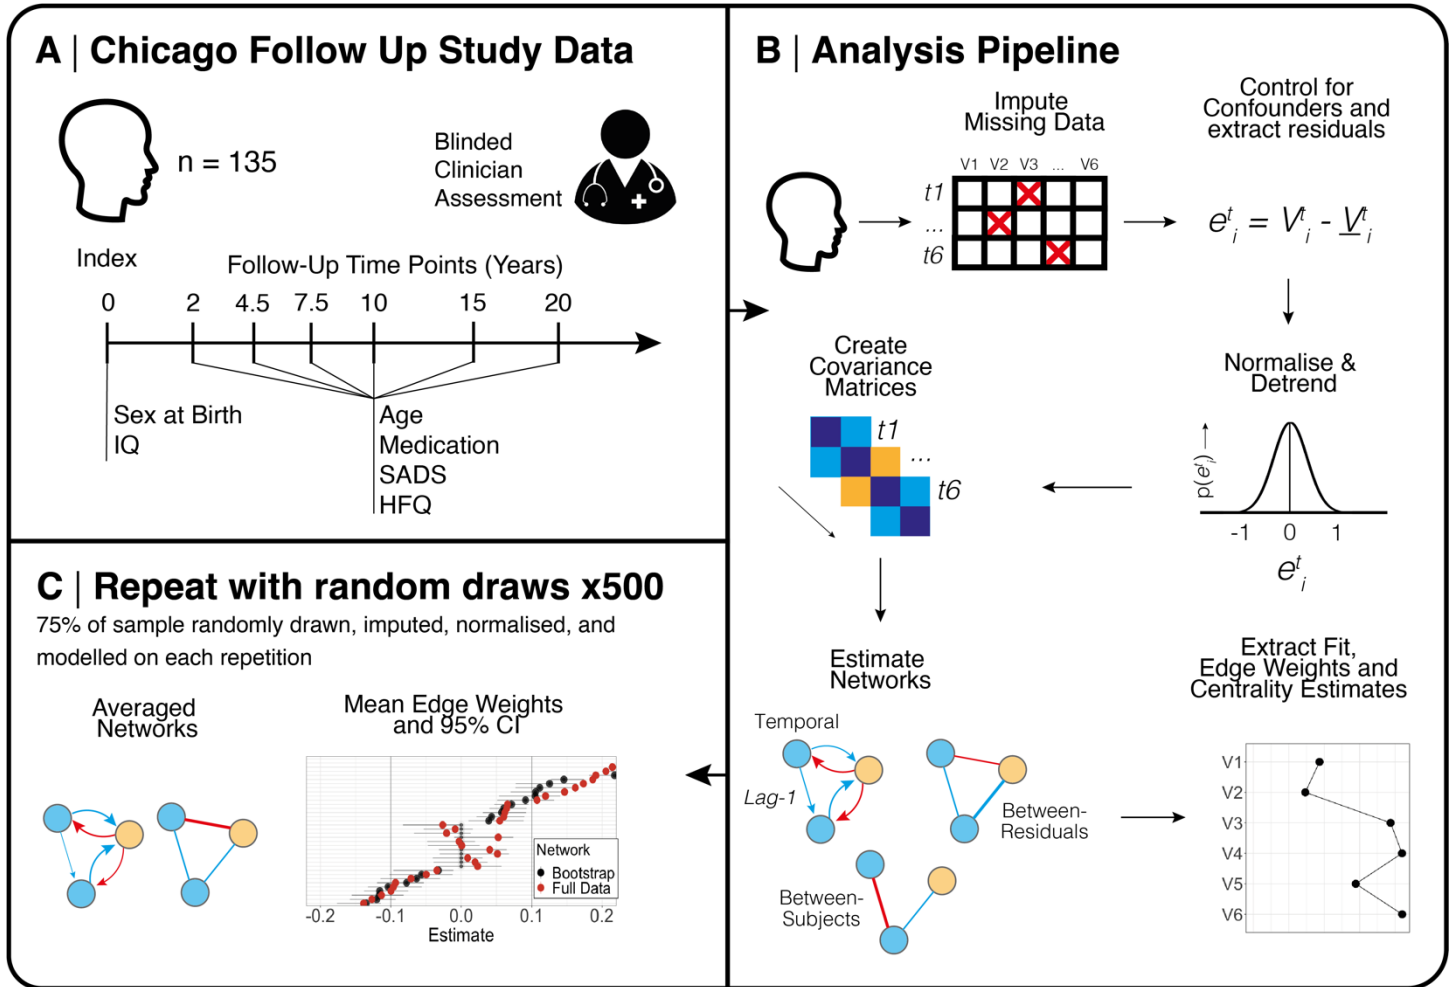 A | Chicago Follow Up Study Data
n = 135
Blinded
Clinician
Assessment
Index
Follow-Up Time Points (Years)
0 2 4.5 7.5 10 15 20
Sex at Birth
IQ
Age
Medication
SADS
HFQ
B | Analysis Pipeline
Impute
Missing Data
V1 V2 V3 ... V6
t1
...
t6
Control for
Confounders and
extract residuals
e^t_i = V^t_i - V̲^t_i
Normalise &
Detrend
p(e^t_i)
-1 0 1
e^t_i
Create
Covariance
Matrices
t1
...
t6
Estimate
Networks
Temporal
Lag-1
Between-
Residuals
Between-
Subjects
Extract Fit,
Edge Weights and
Centrality Estimates
V1
V2
V3
V4
V5
V6
C | Repeat with random draws x500
75% of sample randomly drawn, imputed, normalised, and
modelled on each repetition
Averaged
Networks
Mean Edge Weights
and 95% CI
Network
Bootstrap
Full Data
-0.2 -0.1 0.0 0.1 0.2
Estimate